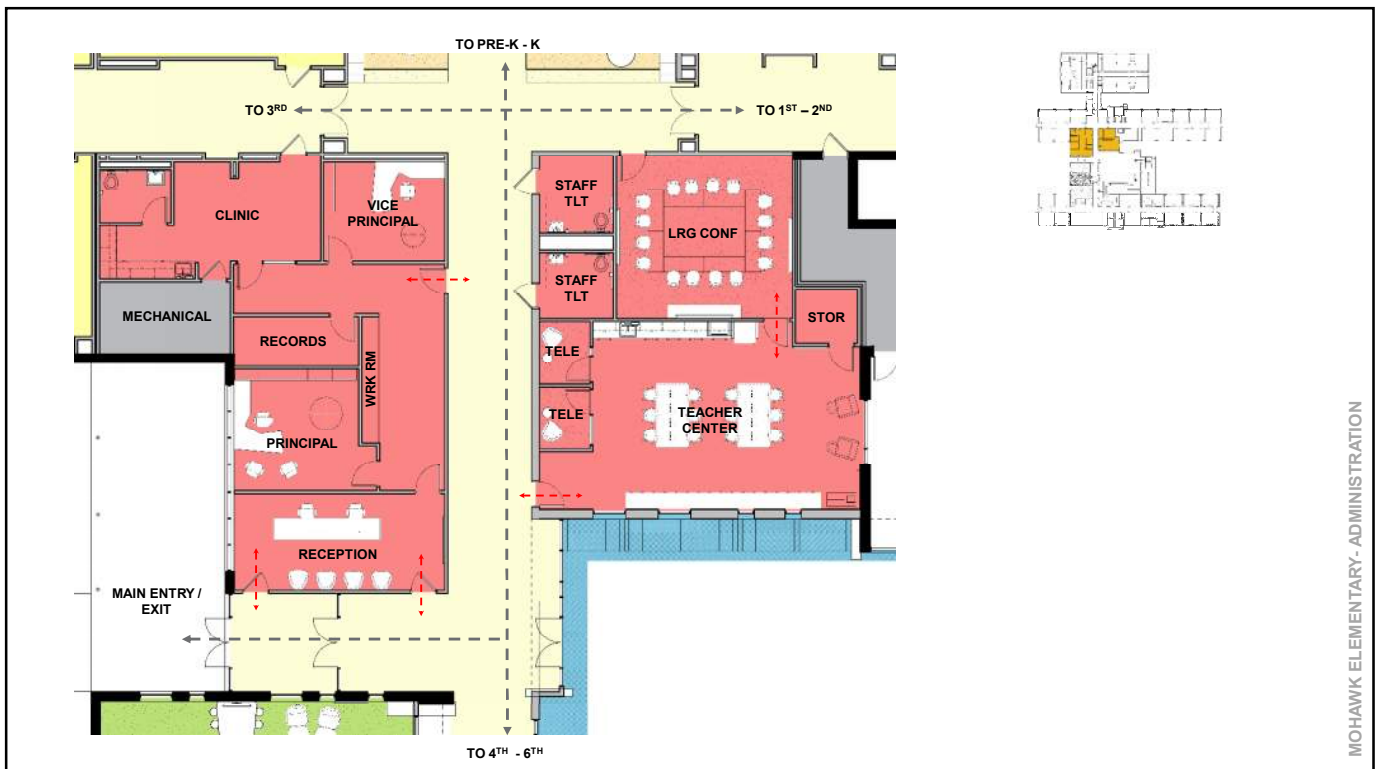 TO PRE-K - K
TO 3RD
TO 1ST – 2ND
CLINIC
VICE
PRINCIPAL
STAFF
TLT
LRG CONF
STAFF
TLT
MECHANICAL
RECORDS
WRK RM
STOR
TELE
TELE
TEACHER
CENTER
PRINCIPAL
RECEPTION
MAIN ENTRY /
EXIT
TO 4TH - 6TH
MOHAWK ELEMENTARY- ADMINISTRATION